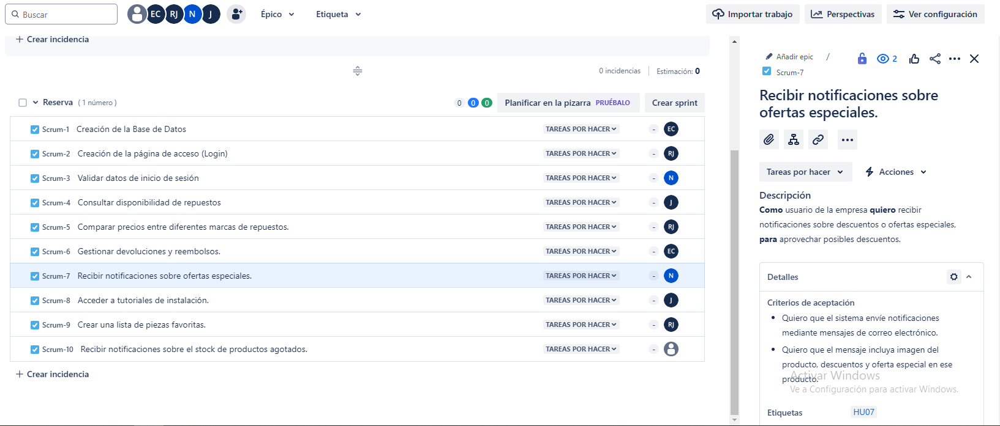 Buscar
EC RJ N J
Épico
Etiqueta
Importar trabajo
Perspectivas
Ver configuración
+ Crear incidencia
0 incidencias
Estimación: 0
Reserva ( 1 número )
0 0 0
Planificar en la pizarra PRUÉBALO
Crear sprint
Scrum-1 Creación de la Base de Datos TAREAS POR HACER - EC
Scrum-2 Creación de la página de acceso (Login) TAREAS POR HACER - RJ
Scrum-3 Validar datos de inicio de sesión TAREAS POR HACER - N
Scrum-4 Consultar disponibilidad de repuestos TAREAS POR HACER - J
Scrum-5 Comparar precios entre diferentes marcas de repuestos. TAREAS POR HACER - RJ
Scrum-6 Gestionar devoluciones y reembolsos. TAREAS POR HACER - EC
Scrum-7 Recibir notificaciones sobre ofertas especiales. TAREAS POR HACER - N
Scrum-8 Acceder a tutoriales de instalación. TAREAS POR HACER - J
Scrum-9 Crear una lista de piezas favoritas. TAREAS POR HACER - RJ
Scrum-10 Recibir notificaciones sobre el stock de productos agotados. TAREAS POR HACER -
+ Crear incidencia
Añadir epic /
2
Scrum-7
Recibir notificaciones sobre
ofertas especiales.
Tareas por hacer
Acciones
Descripción
Como usuario de la empresa quiero recibir
notificaciones sobre descuentos o ofertas especiales,
para aprovechar posibles descuentos.
Detalles
Criterios de aceptación
• Quiero que el sistema envíe notificaciones
mediante mensajes de correo electrónico.
• Quiero que el mensaje incluya imagen del
producto, descuentos y oferta especial en ese
producto.
Activar Windows
Ve a Configuración para activar Windows.
Etiquetas HU07